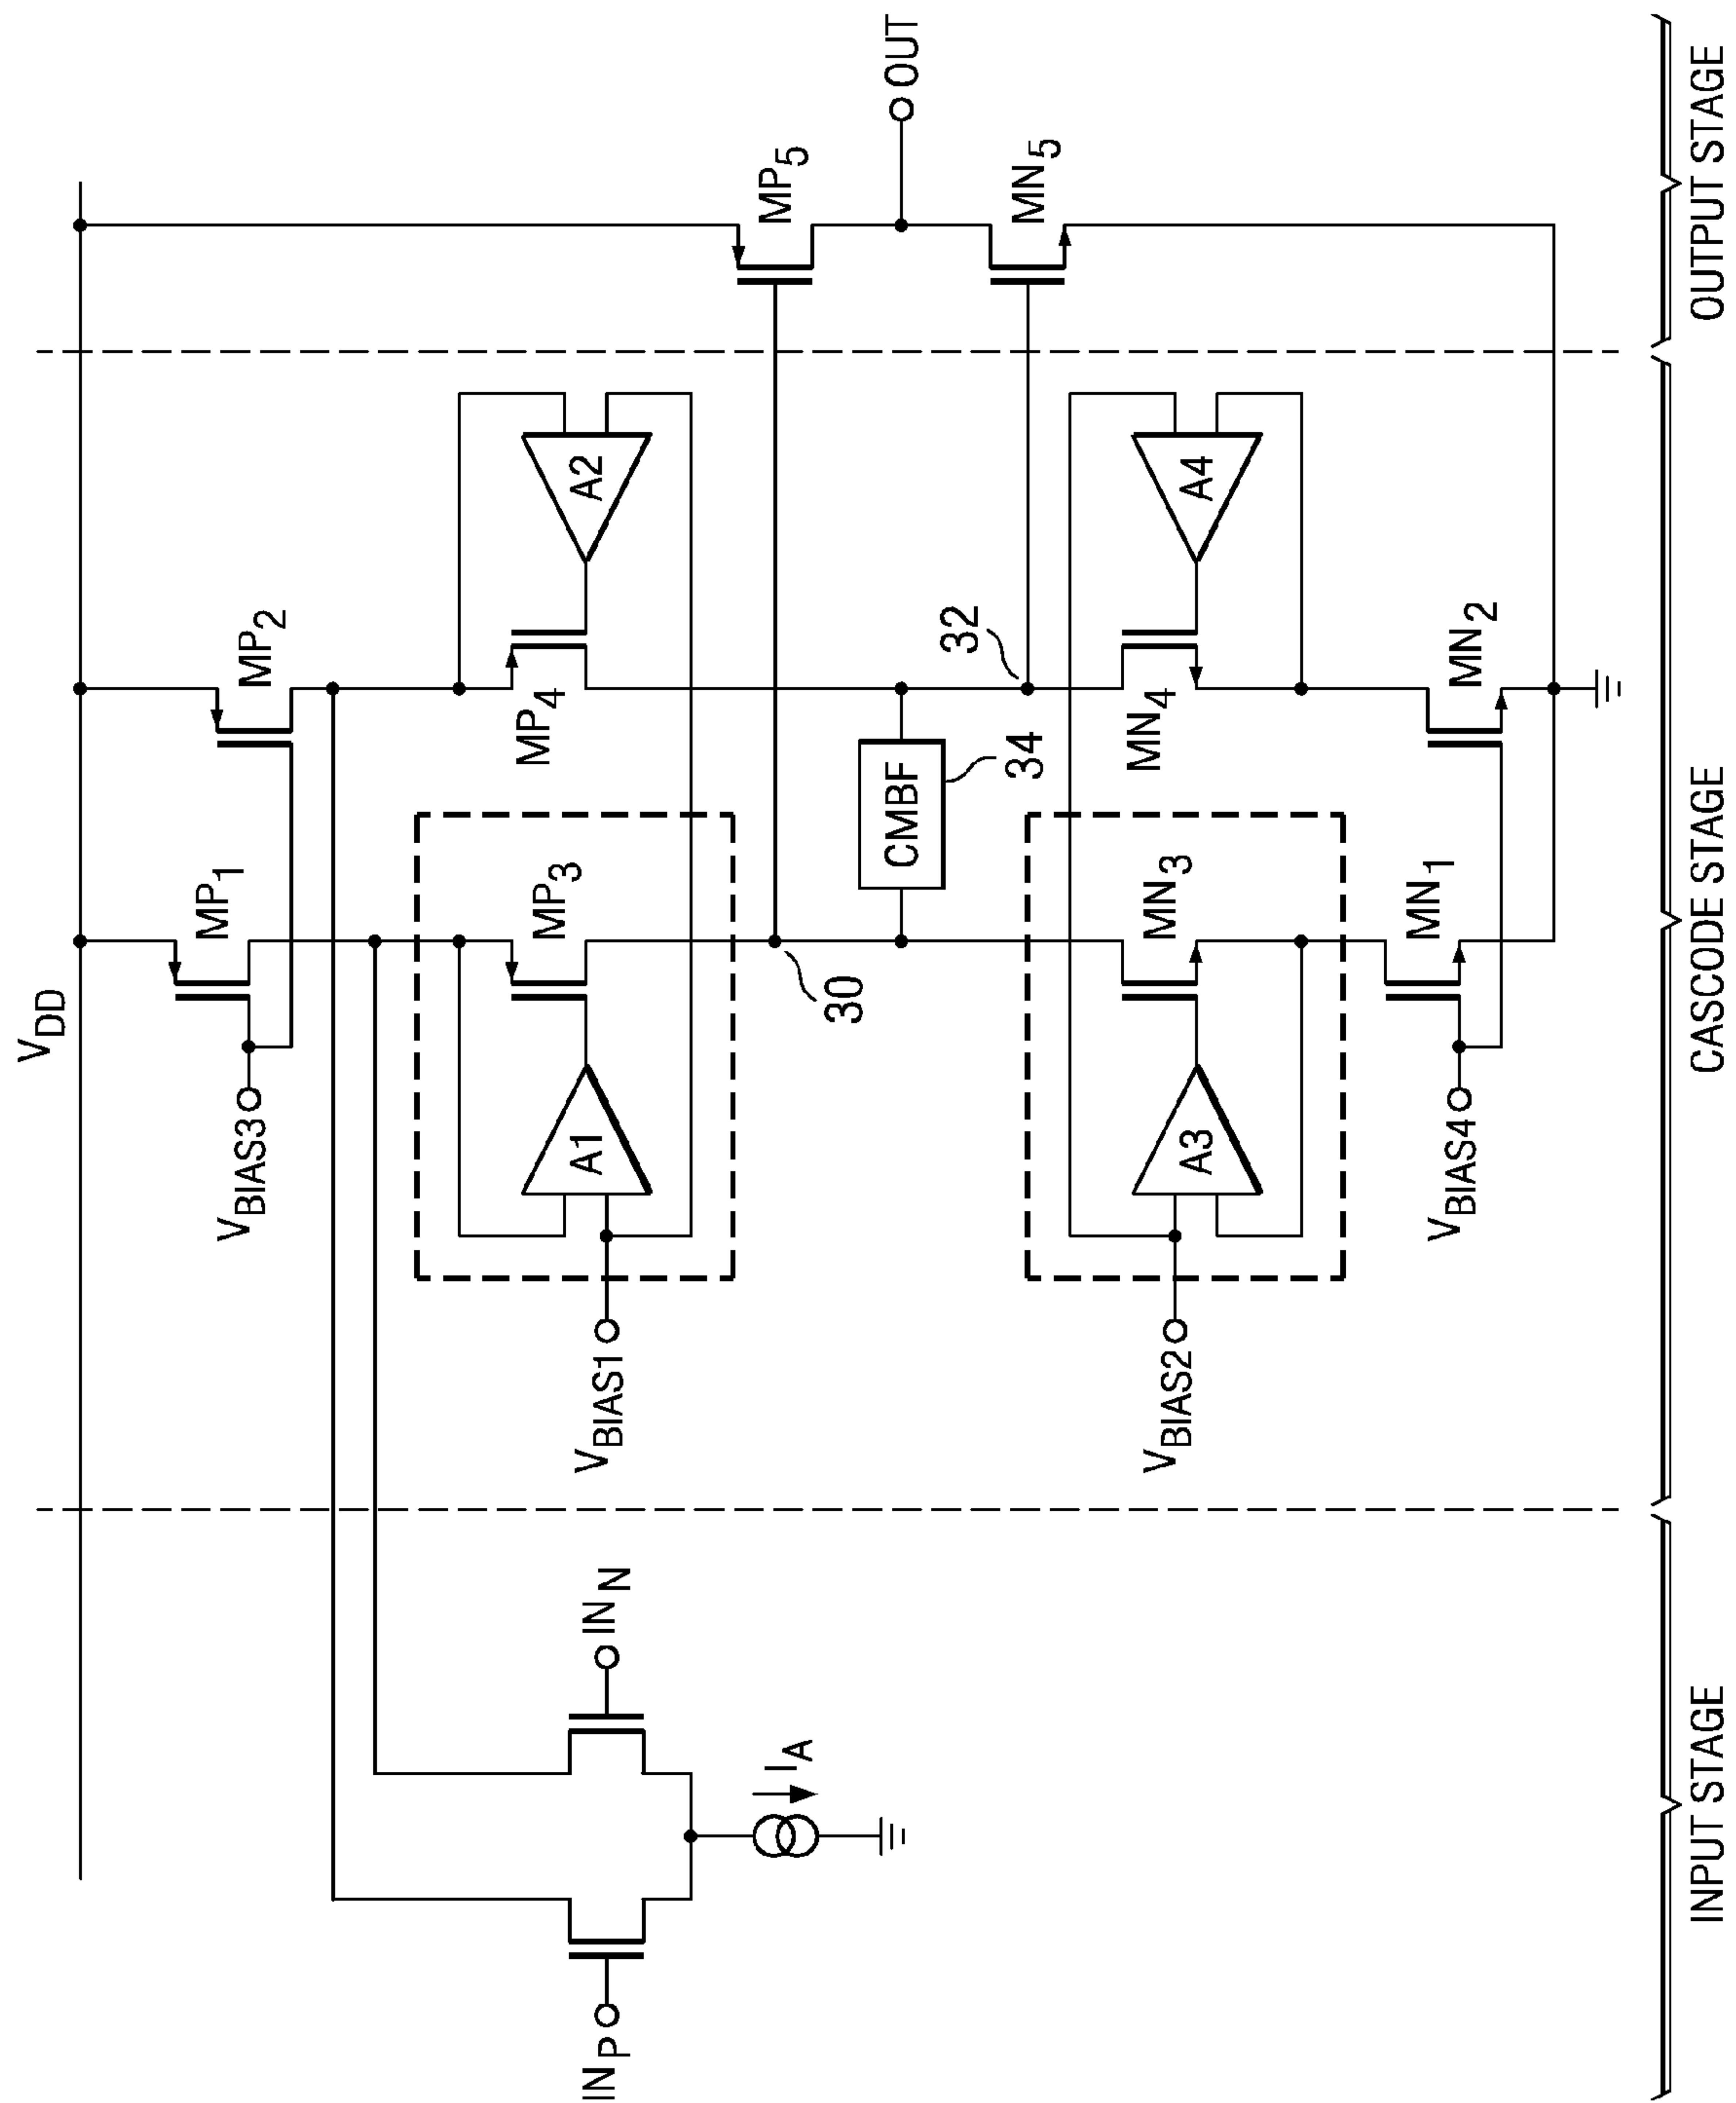 VDD
MP1
MP2
VBIAS3
A1
MP3
MP4
A2
MP5
VBIAS1
INP
INN
IA
30
CMBF
34
32
OUT
VBIAS2
A3
MN3
MN4
A4
MN5
VBIAS4
MN1
MN2
INPUT STAGE
CASCODE STAGE
OUTPUT STAGE